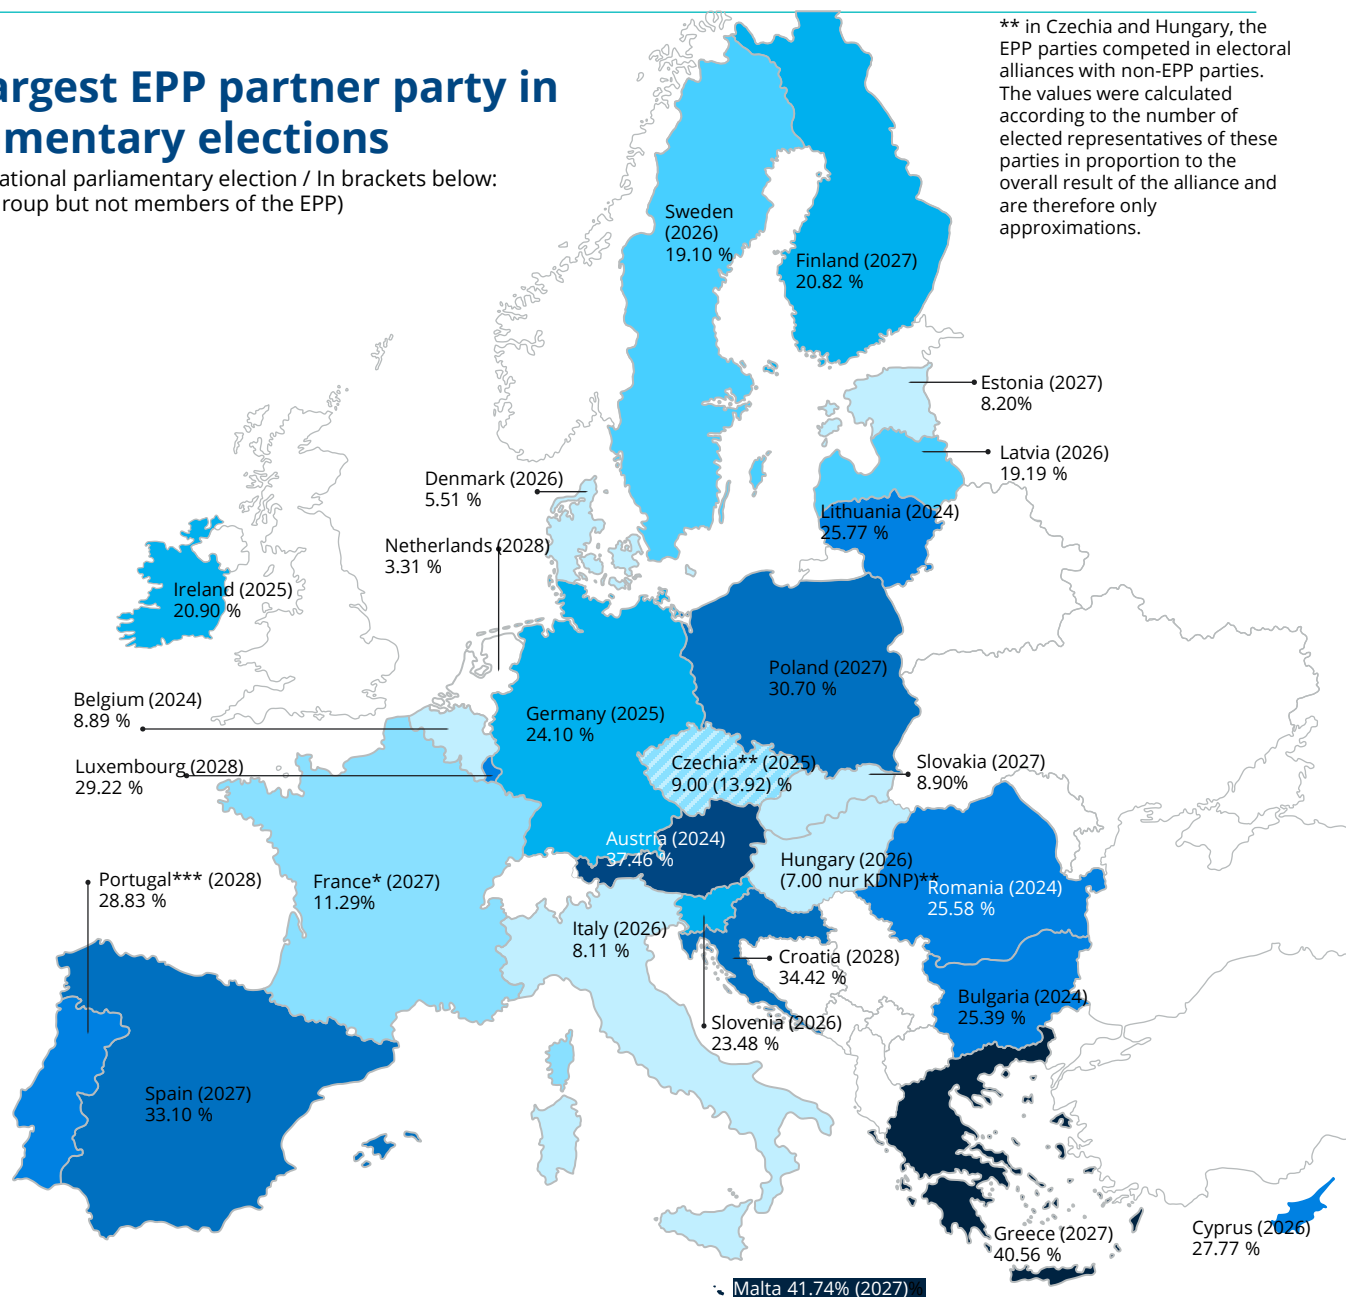 argest EPP partner party in
mentary elections
ational parliamentary election / In brackets below:
roup but not members of the EPP)
** in Czechia and Hungary, the
EPP parties competed in electoral
alliances with non-EPP parties.
The values were calculated
according to the number of
elected representatives of these
parties in proportion to the
overall result of the alliance and
are therefore only
approximations.
Sweden
(2026)
19.10 %
Finland (2027)
20.82 %
Estonia (2027)
8.20%
Latvia (2026)
19.19 %
Denmark (2026)
5.51 %
Lithuania (2024)
25.77 %
Netherlands (2028)
3.31 %
Ireland (2025)
20.90 %
Poland (2027)
30.70 %
Belgium (2024)
8.89 %
Germany (2025)
24.10 %
Luxembourg (2028)
29.22 %
Czechia** (2025)
9.00 (13.92) %
Slovakia (2027)
8.90%
Austria (2024)
37.46 %
Hungary (2026)
(7.00 nur KDNP)**
Portugal*** (2028)
28.83 %
France* (2027)
11.29%
Romania (2024)
25.58 %
Italy (2026)
8.11 %
Croatia (2028)
34.42 %
Bulgaria (2024)
25.39 %
Slovenia (2026)
23.48 %
Spain (2027)
33.10 %
Greece (2027)
40.56 %
Cyprus (2026)
27.77 %
Malta 41.74% (2027)%